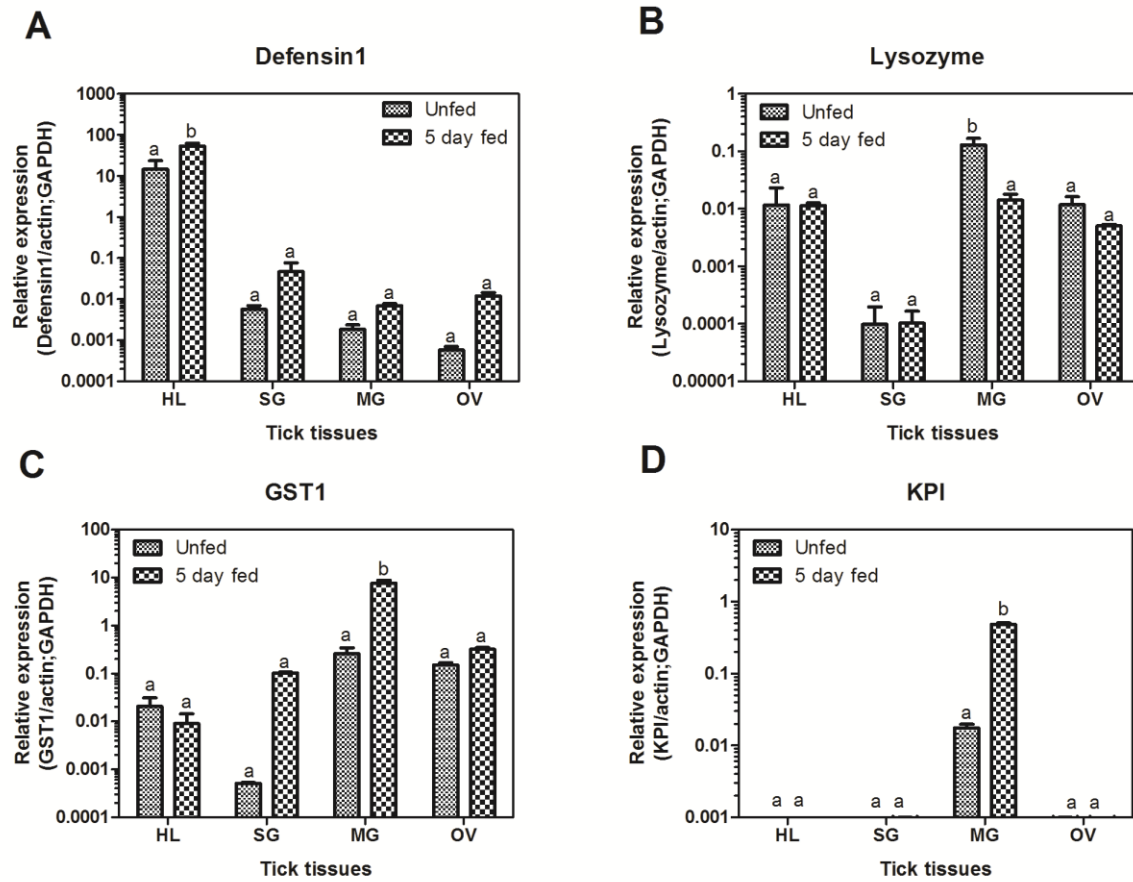 A
Defensin1
Relative expression
(Defensin1/actin;GAPDH)
1000
100
10
1
0.1
0.01
0.001
0.0001
Unfed
5 day fed
a b a a a a a a
HL SG MG OV
Tick tissues
B
Lysozyme
Relative expression
(Lysozyme/actin;GAPDH)
1
0.1
0.01
0.001
0.0001
0.00001
Unfed
5 day fed
a a a a b a a a
HL SG MG OV
Tick tissues
C
GST1
Relative expression
(GST1/actin;GAPDH)
100
10
1
0.1
0.01
0.001
0.0001
Unfed
5 day fed
a a a a a b a a
HL SG MG OV
Tick tissues
D
KPI
Relative expression
(KPI/actin;GAPDH)
10
1
0.1
0.01
0.001
Unfed
5 day fed
a a a a a b a a
HL SG MG OV
Tick tissues